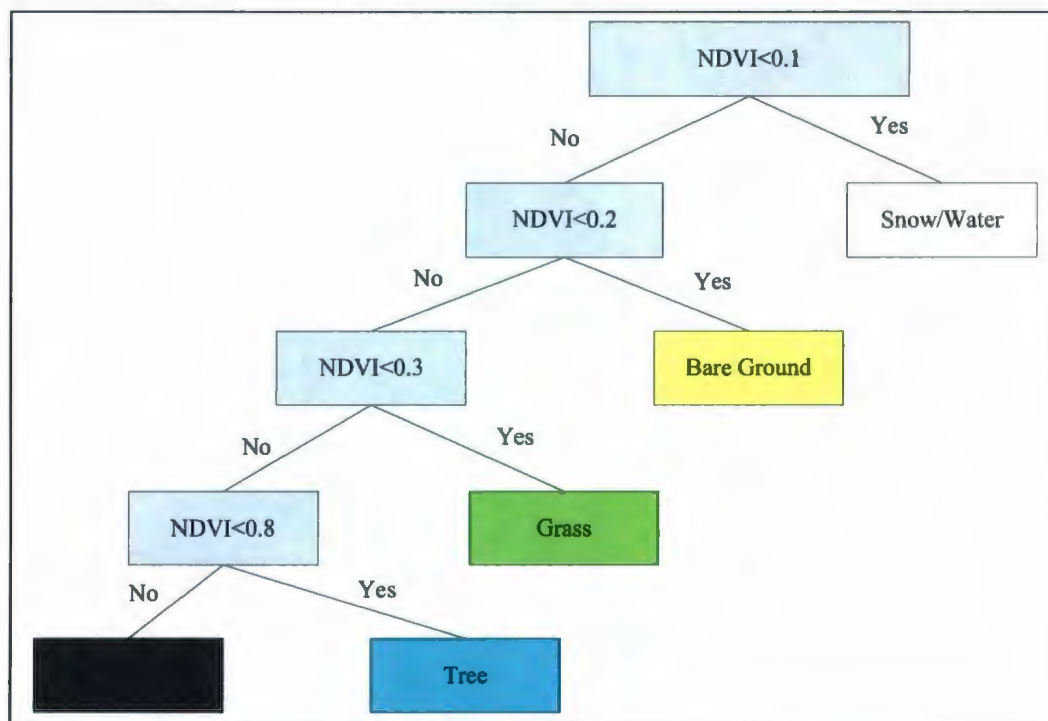 NDVI<0.1
No
Yes
NDVI<0.2
Snow/Water
No
Yes
NDVI<0.3
Bare Ground
No
Yes
NDVI<0.8
Grass
No
Yes
Tree